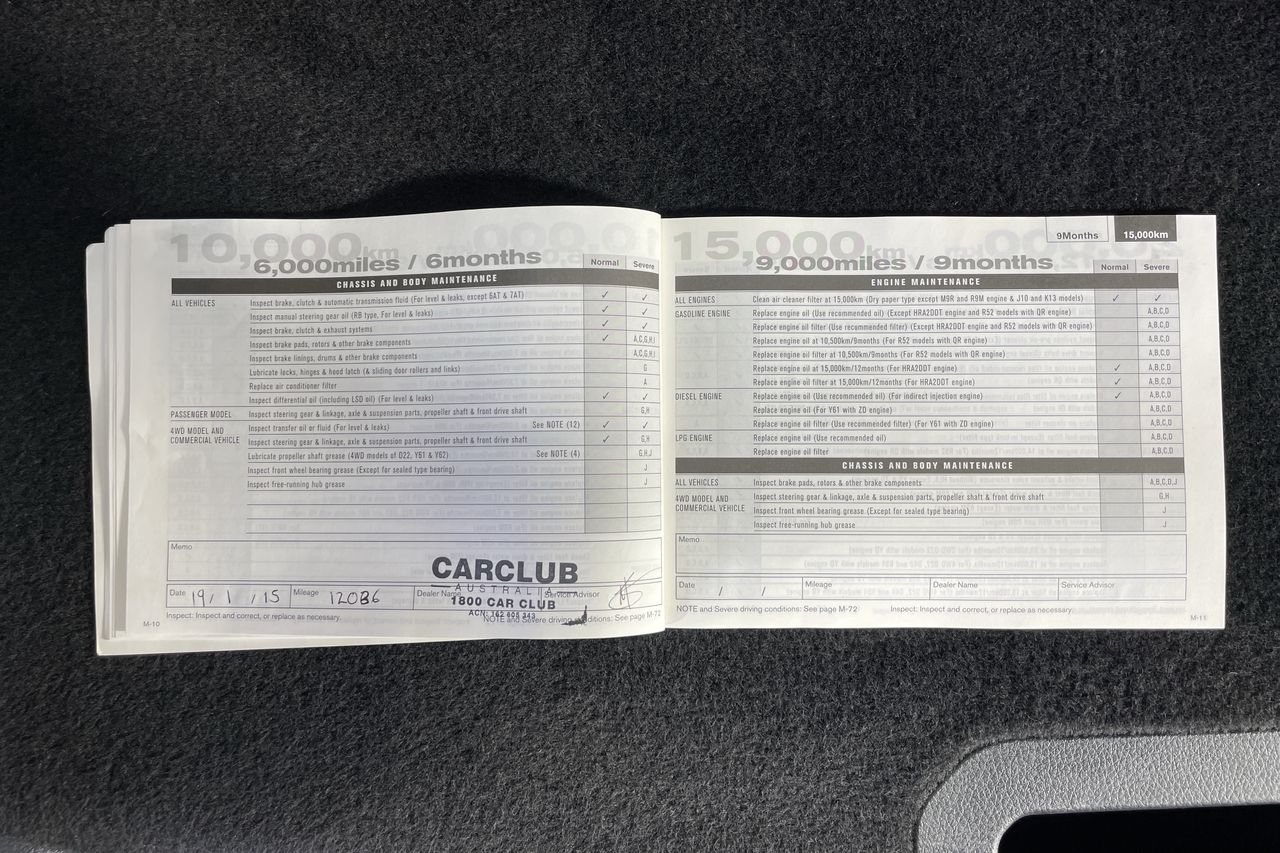 10,000km
6,000miles / 6months
Normal Severe
CHASSIS AND BODY MAINTENANCE
ALL VEHICLES Inspect brake, clutch & automatic transmission fluid (For level & leaks, except 6AT & 7AT) ✓ ✓
Inspect manual steering gear oil (RB type, For level & leaks) ✓ ✓
Inspect brake, clutch & exhaust systems ✓ ✓
Inspect brake pads, rotors & other brake components ✓ A,C,G,H,I
Inspect brake linings, drums & other brake components A,C,G,H,I
Lubricate locks, hinges & hood latch (& sliding door rollers and links) G
Replace air conditioner filter A
Inspect differential oil (including LSD oil) (For level & leaks) ✓ ✓
PASSENGER MODEL Inspect steering gear & linkage, axle & suspension parts, propeller shaft & front drive shaft G,H
4WD MODEL AND COMMERCIAL VEHICLE Inspect transfer oil or fluid (For level & leaks) See NOTE (12) ✓ ✓
Inspect steering gear & linkage, axle & suspension parts, propeller shaft & front drive shaft ✓ G,H
Lubricate propeller shaft grease (4WD models of D22, Y61 & Y62) See NOTE (4) G,H,J
Inspect front wheel bearing grease (Except for sealed type bearing) J
Inspect free-running hub grease J
Memo
CARCLUB
AUSTRALIA
Date 19/1/15 Mileage 12086 Dealer Name Service Advisor
1800 CAR CLUB
ACN: 162 405 343
Inspect: Inspect and correct, or replace as necessary. NOTE and Severe driving conditions: See page M-72
M-10
9Months 15,000km
15,000km
9,000miles / 9months
Normal Severe
ENGINE MAINTENANCE
ALL ENGINES Clean air cleaner filter at 15,000km (Dry paper type except M9R and R9M engine & J10 and K13 models) ✓ ✓
GASOLINE ENGINE Replace engine oil (Use recommended oil) (Except HRA2DDT engine and R52 models with QR engine) A,B,C,D
Replace engine oil filter (Use recommended filter) (Except HRA2DDT engine and R52 models with QR engine) A,B,C,D
Replace engine oil at 10,500km/9months (For R52 models with QR engine) A,B,C,D
Replace engine oil filter at 10,500km/9months (For R52 models with QR engine) A,B,C,D
Replace engine oil at 15,000km/12months (For HRA2DDT engine) ✓ A,B,C,D
Replace engine oil filter at 15,000km/12months (For HRA2DDT engine) ✓ A,B,C,D
DIESEL ENGINE Replace engine oil (Use recommended oil) (For indirect injection engine) ✓ A,B,C,D
Replace engine oil (For Y61 with ZD engine) A,B,C,D
Replace engine oil filter (Use recommended filter) (For Y61 with ZD engine) A,B,C,D
LPG ENGINE Replace engine oil (Use recommended oil) A,B,C,D
Replace engine oil filter A,B,C,D
CHASSIS AND BODY MAINTENANCE
ALL VEHICLES Inspect brake pads, rotors & other brake components A,B,C,D,J
4WD MODEL AND COMMERCIAL VEHICLE Inspect steering gear & linkage, axle & suspension parts, propeller shaft & front drive shaft G,H
Inspect front wheel bearing grease (Except for sealed type bearing) J
Inspect free-running hub grease J
Memo
Date / / Mileage Dealer Name Service Advisor
NOTE and Severe driving conditions: See page M-72 Inspect: Inspect and correct, or replace as necessary.
M-11